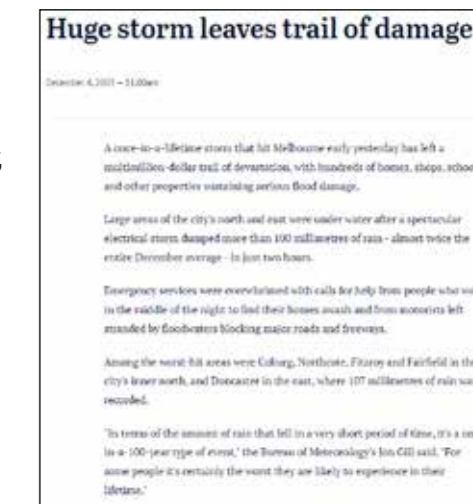 Huge storm leaves trail of damage
December 4, 2003 — 11.00am
A once-in-a-lifetime storm that hit Melbourne early yesterday has left a
multimillion-dollar trail of devastation, with hundreds of homes, shops,
and other properties sustaining serious flood damage.
Large areas of the city's north and east were under water after a spectacular
electrical storm dumped more than 100 millimetres of rain - almost twice the
entire December average - in just two hours.
Emergency services were overwhelmed with calls for help from people who
in the middle of the night to find their homes awash and from motorists left
stranded by floodwaters blocking major roads and freeways.
Among the worst-hit areas were Coburg, Northcote, Fitzroy and Fairfield in the
city's inner north, and Doncaster in the east, where 107 millimetres of rain
recorded.
"In terms of the amount of rain that fell in a very short period of time, it's a
in-a-100-year type of event," the Bureau of Meteorology's Jon Gill said. "For
some people it's certainly the worst they are likely to experience in their
lifetime."